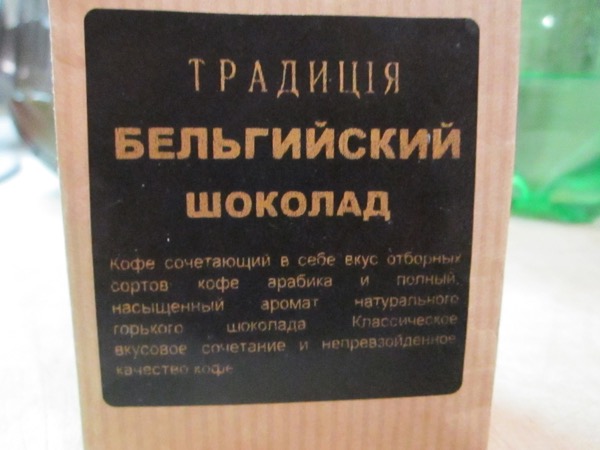 ТРАДИЦІЯ
БЕЛЬГИЙСКИЙ
ШОКОЛАД
Кофе сочетающий в себе вкус отборных
сортов кофе арабика и полный,
насыщенный аромат натурального
горького шоколада Классическое
вкусовое сочетание и непревзойденное
качество кофе